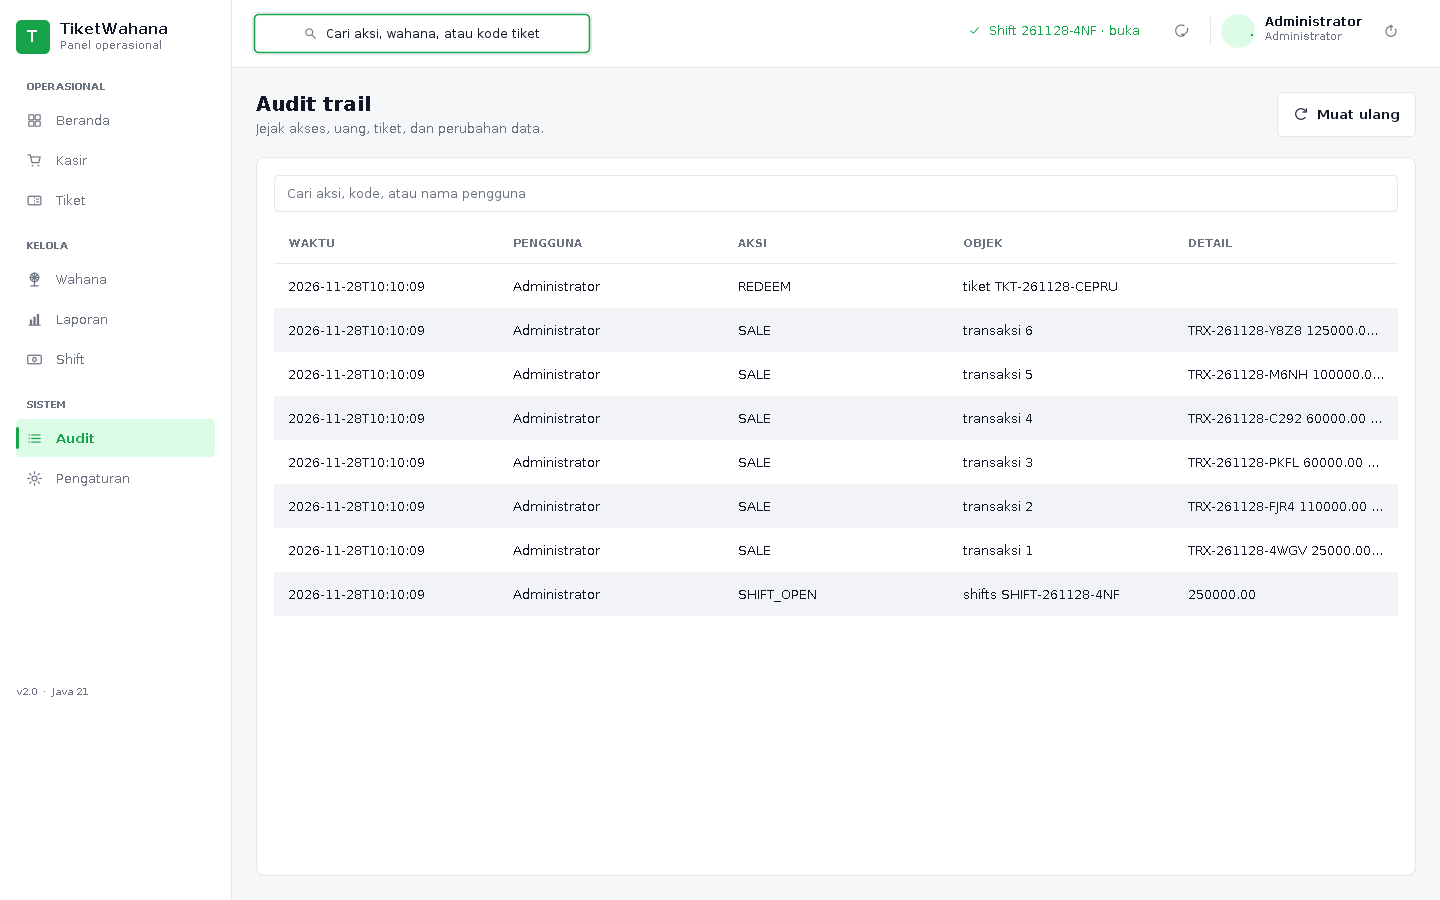 T
TiketWahana
Panel operasional
Cari aksi, wahana, atau kode tiket
Shift 261128-4NF · buka
Administrator
Administrator
OPERASIONAL
Beranda
Kasir
Tiket
KELOLA
Wahana
Laporan
Shift
SISTEM
Audit
Pengaturan
v2.0 · Java 21
Audit trail
Jejak akses, uang, tiket, dan perubahan data.
Muat ulang
Cari aksi, kode, atau nama pengguna
WAKTU PENGGUNA AKSI OBJEK DETAIL
2026-11-28T10:10:09 Administrator REDEEM tiket TKT-261128-CEPRU
2026-11-28T10:10:09 Administrator SALE transaksi 6 TRX-261128-Y8Z8 125000.0...
2026-11-28T10:10:09 Administrator SALE transaksi 5 TRX-261128-M6NH 100000.0...
2026-11-28T10:10:09 Administrator SALE transaksi 4 TRX-261128-C292 60000.00 ...
2026-11-28T10:10:09 Administrator SALE transaksi 3 TRX-261128-PKFL 60000.00 ...
2026-11-28T10:10:09 Administrator SALE transaksi 2 TRX-261128-FJR4 110000.00 ...
2026-11-28T10:10:09 Administrator SALE transaksi 1 TRX-261128-4WGV 25000.00...
2026-11-28T10:10:09 Administrator SHIFT_OPEN shifts SHIFT-261128-4NF 250000.00